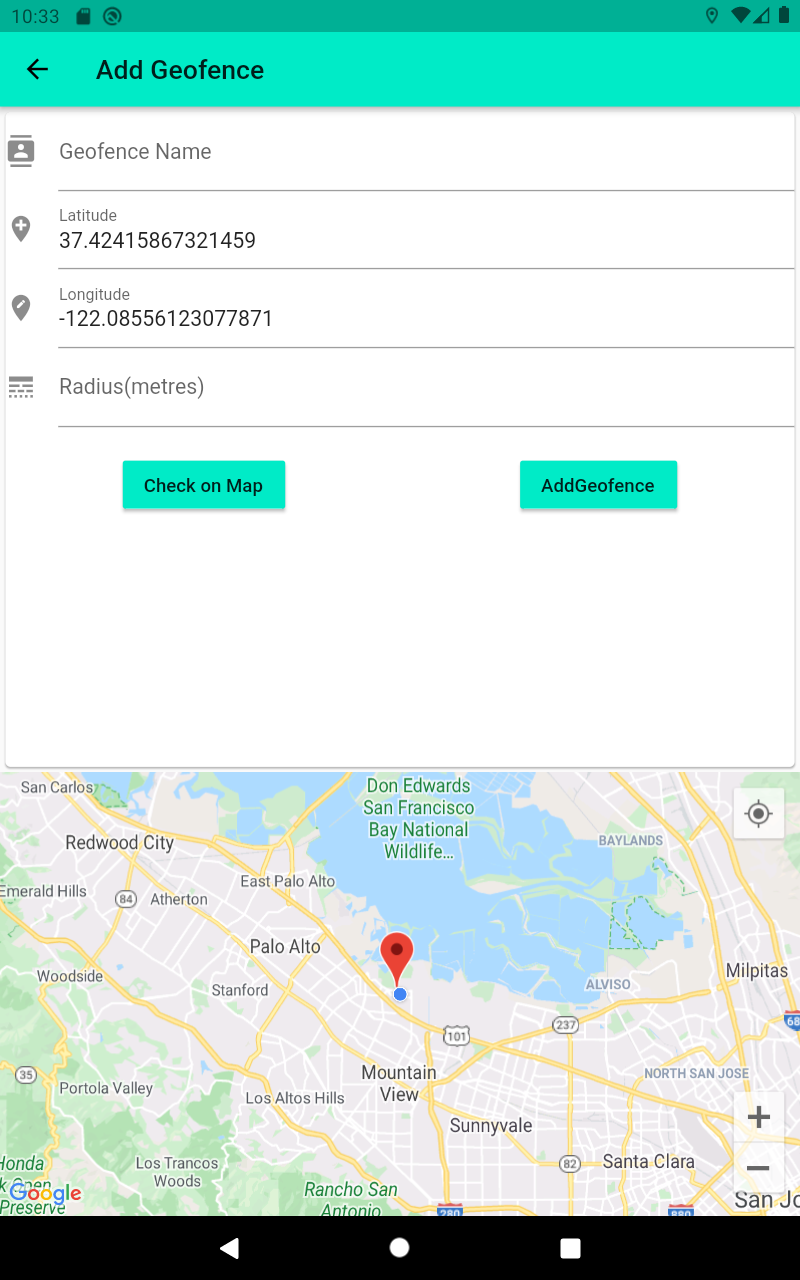 10:33
Add Geofence
Geofence Name
Latitude
37.42415867321459
Longitude
-122.08556123077871
Radius(metres)
Check on Map
AddGeofence
San Carlos
Don Edwards
San Francisco
Bay National
Wildlife...
Redwood City
BAYLANDS
East Palo Alto
Emerald Hills
84
Atherton
Palo Alto
Woodside
Milpitas
Stanford
ALVISO
237
68
101
35
Mountain
View
NORTH SAN JOSE
Portola Valley
Los Altos Hills
Sunnyvale
Los Trancos
Woods
82
Santa Clara
Honda
k Open
Preserve
Google
Rancho San
Antonio
280
880
San Jo